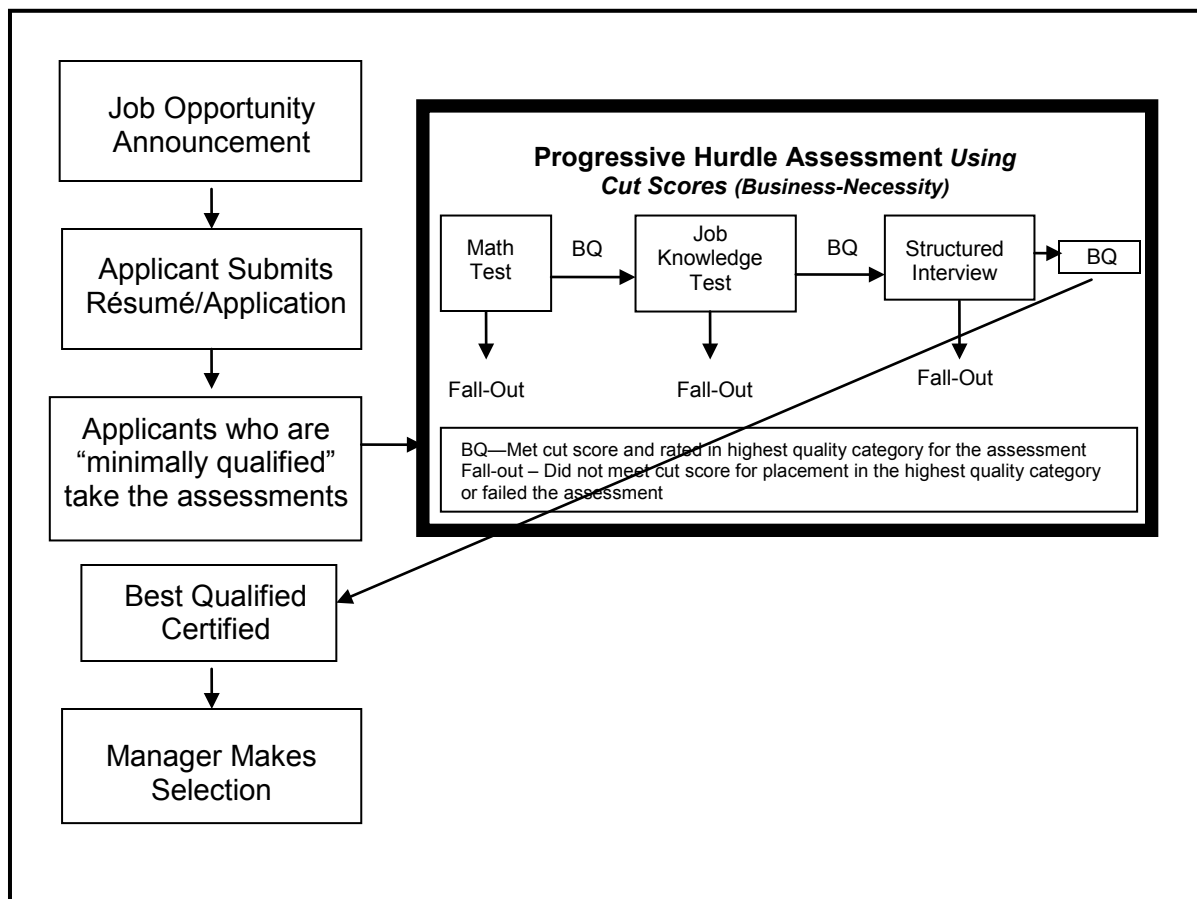 Job Opportunity
Announcement
Applicant Submits
Résumé/Application
Applicants who are
“minimally qualified”
take the assessments
Progressive Hurdle Assessment Using
Cut Scores (Business-Necessity)
Math
Test
BQ
Job
Knowledge
Test
BQ
Structured
Interview
BQ
Fall-Out
Fall-Out
Fall-Out
BQ—Met cut score and rated in highest quality category for the assessment
Fall-out – Did not meet cut score for placement in the highest quality category
or failed the assessment
Best Qualified
Certified
Manager Makes
Selection